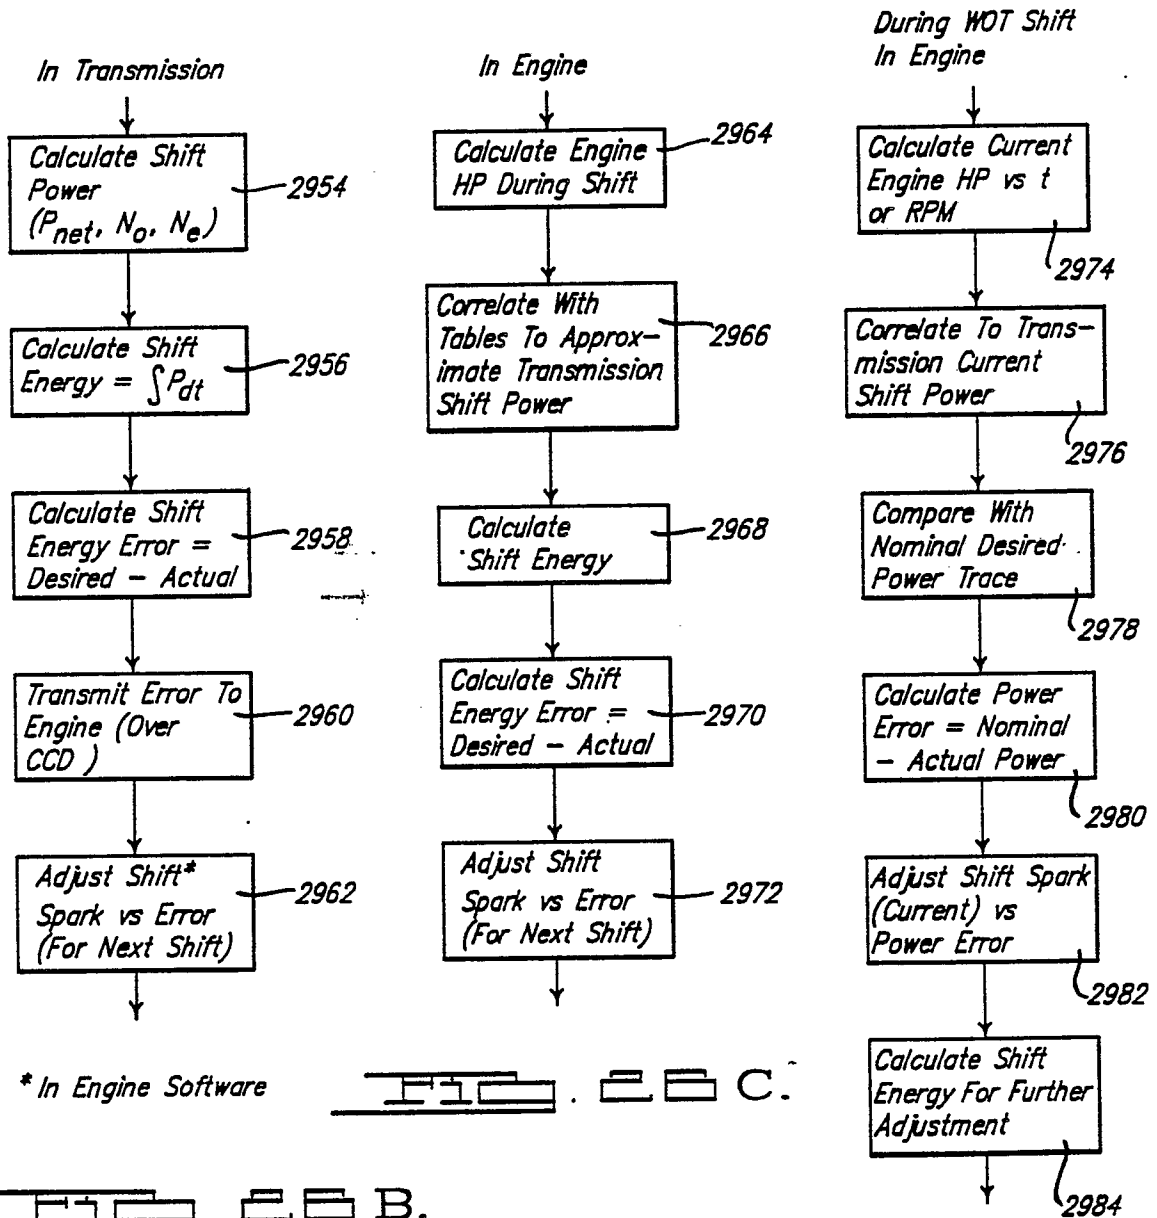 In Transmission
Calculate Shift
Power
(Pnet, No, Ne)
2954
Calculate Shift
Energy = ∫Pdt
2956
Calculate Shift
Energy Error =
Desired – Actual
2958
Transmit Error To
Engine (Over
CCD )
2960
Adjust Shift*
Spark vs Error
(For Next Shift)
2962
* In Engine Software
B.
In Engine
Calculate Engine
HP During Shift
2964
Correlate With
Tables To Approx–
imate Transmission
Shift Power
2966
Calculate
Shift Energy
2968
Calculate Shift
Energy Error =
Desired – Actual
2970
Adjust Shift
Spark vs Error
(For Next Shift)
2972
C.
During WOT Shift
In Engine
Calculate Current
Engine HP vs t
or RPM
2974
Correlate To Trans–
mission Current
Shift Power
2976
Compare With
Nominal Desired
Power Trace
2978
Calculate Power
Error = Nominal
– Actual Power
2980
Adjust Shift Spark
(Current) vs
Power Error
2982
Calculate Shift
Energy For Further
Adjustment
2984